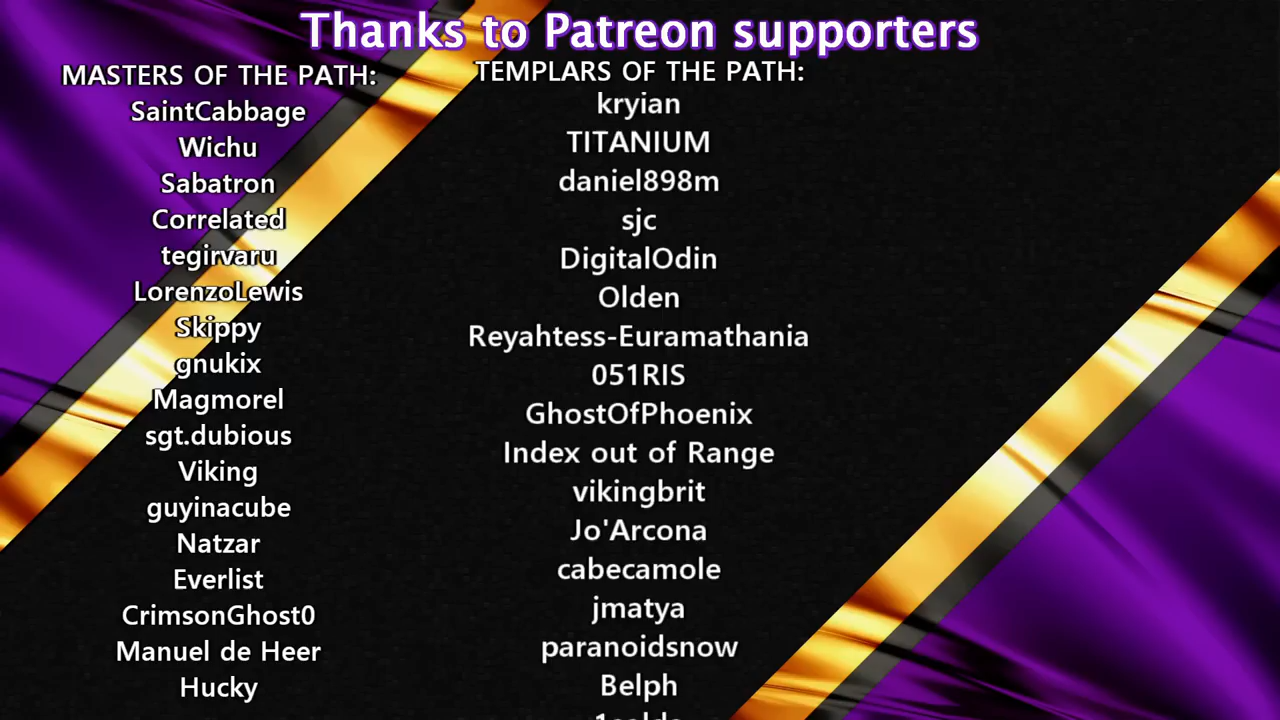 Thanks to Patreon supporters
MASTERS OF THE PATH:
SaintCabbage
Wichu
Sabatron
Correlated
tegirvaru
LorenzoLewis
Skippy
gnukix
Magmorel
sgt.dubious
Viking
guyinacube
Natzar
Everlist
CrimsonGhost0
Manuel de Heer
Hucky
TEMPLARS OF THE PATH:
kryian
TITANIUM
daniel898m
sjc
DigitalOdin
Olden
Reyahtess-Euramathania
051RIS
GhostOfPhoenix
Index out of Range
vikingbrit
Jo'Arcona
cabecamole
jmatya
paranoidsnow
Belph